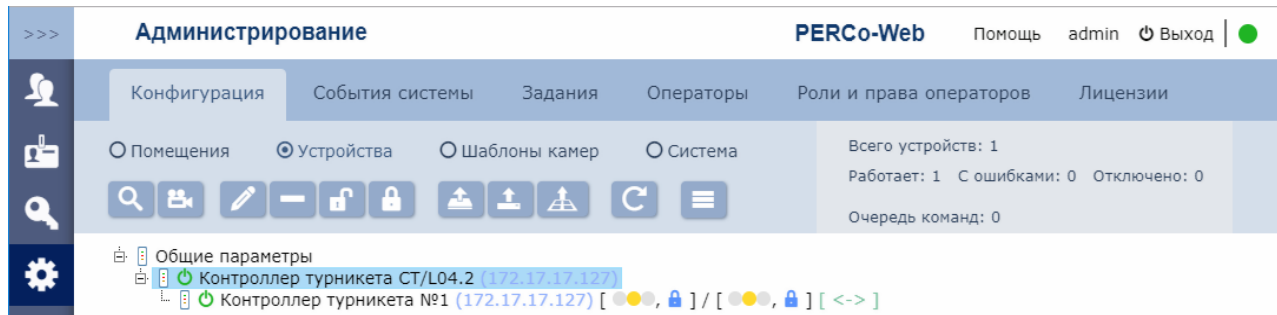 >>> Администрирование PERCo-Web Помощь admin Выход
Конфигурация События системы Задания Операторы Роли и права операторов Лицензии
Помещения Устройства Шаблоны камер Система
Всего устройств: 1
Работает: 1 С ошибками: 0 Отключено: 0
Очередь команд: 0
Общие параметры
Контроллер турникета CT/L04.2 (172.17.17.127)
Контроллер турникета №1 (172.17.17.127) [ , ] / [ , ] [ <-> ]